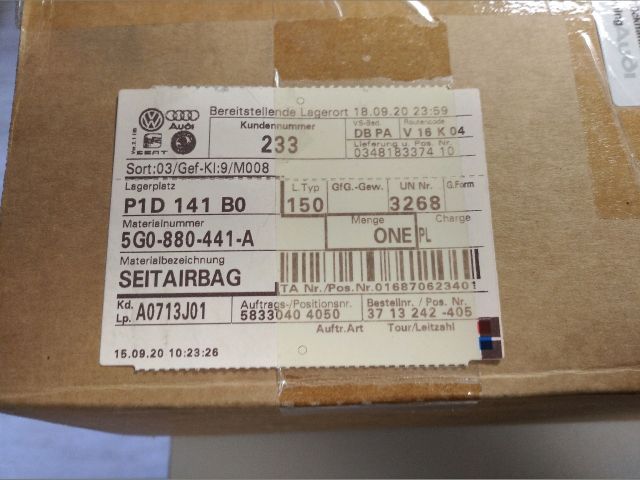 Bereitstellende Lagerort 18.09.20 23:59
AUDI
SEAT
Kundennummer
233
VS-Bed.
DB PA
Routencode
V 16 K 04
Lieferung u. Pos. Nr.
0348183374 10
Sort:03/Gef-Kl:9/M008
Lagerplatz
P1D 141 B0
L.Typ
150
GfG.-Gew.
UN Nr.
3268
G.Form
Materialnummer
5G0-880-441-A
Menge
ONE PL
Charge
Materialbezeichnung
SEITAIRBAG
TA Nr./Pos.Nr.016870623401
Kd.
Lp. A0713J01
Auftrags-/Positionsnr.
5833040 4050
Bestellnr. / Pos. Nr.
37 13 242 -405
Auftr.Art
Tour/Leitzahl
15.09.20 10:23:26
Audi